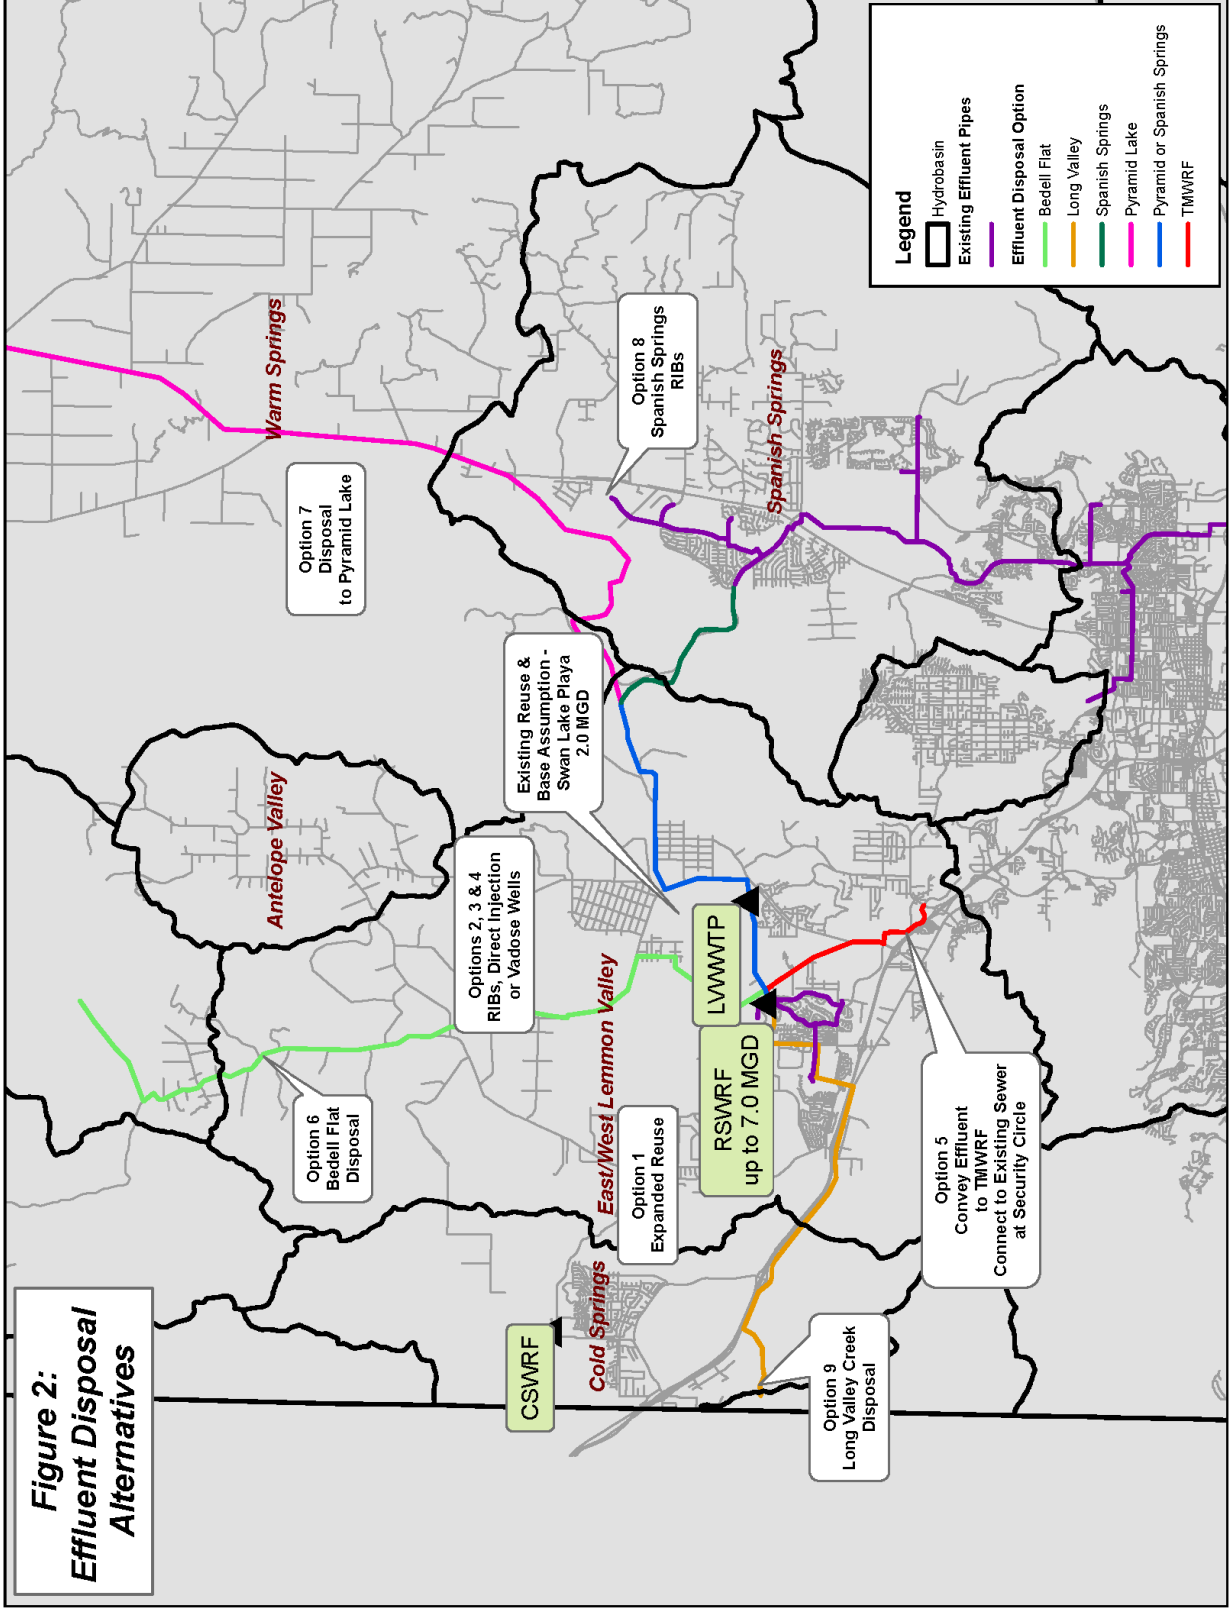 Figure 2:
Effluent Disposal
Alternatives
Option 7
Disposal
to Pyramid Lake
Warm Springs
Antelope Valley
Option 6
Bedell Flat
Disposal
Options 2, 3 & 4
RIBs, Direct Injection
or Vadose Wells
Existing Reuse &
Base Assumption -
Swan Lake Playa
2.0 MGD
Option 8
Spanish Springs
RIBs
Spanish Springs
CSWRF
Cold Springs
East/West Lemmon Valley
Option 1
Expanded Reuse
LVWWTP
RSWRF
up to 7.0 MGD
Option 9
Long Valley Creek
Disposal
Option 5
Convey Effluent
to TMWRF
Connect to Existing Sewer
at Security Circle
Legend
Hydrobasin
Existing Effluent Pipes
Effluent Disposal Option
Bedell Flat
Long Valley
Spanish Springs
Pyramid Lake
Pyramid or Spanish Springs
TMWRF